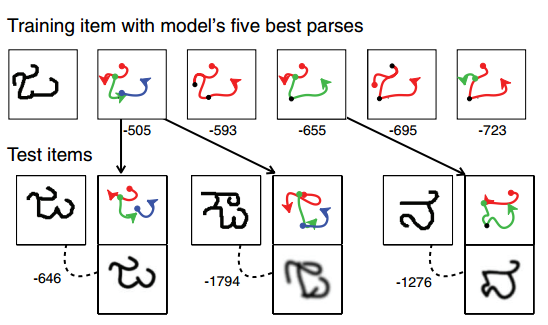 Training item with model's five best parses
-505 -593 -655 -695 -723
Test items
-646 -1794 -1276